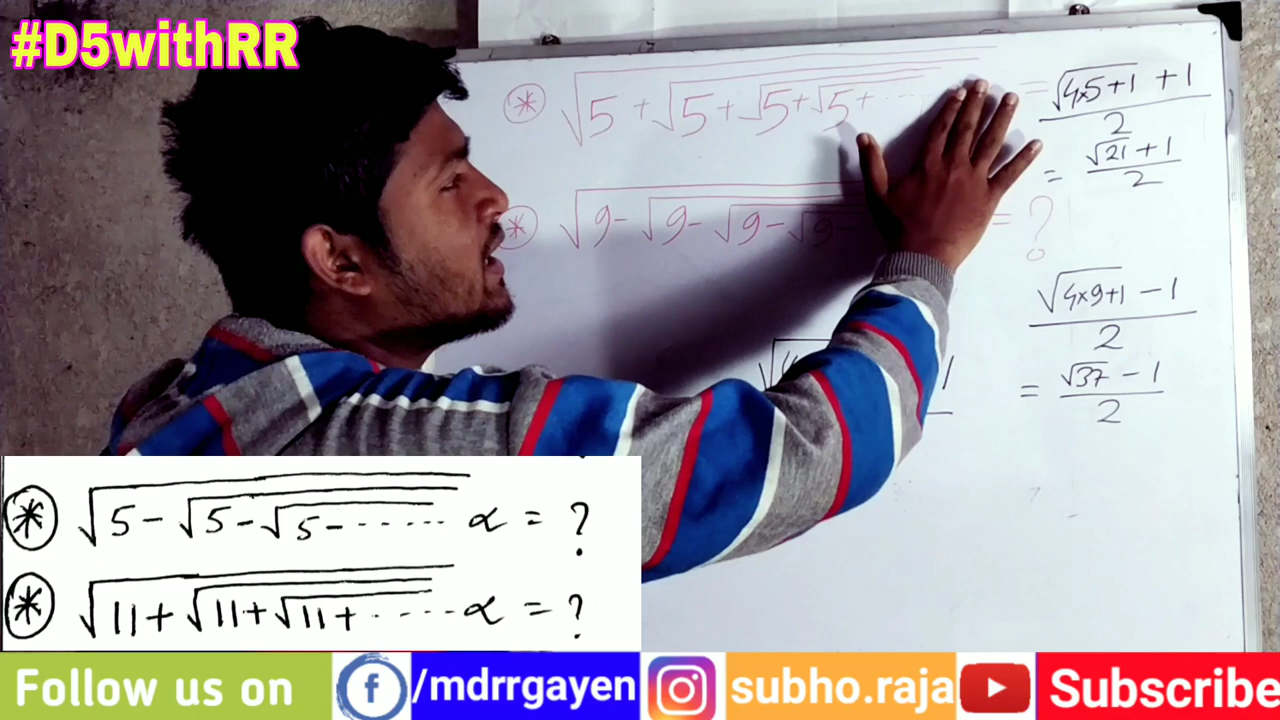 #D5withRR
* √5 + √5 + √5 + √5 + ..... = √4×5+1 + 1 / 2
= √21 + 1 / 2
* √9 - √9 - √9 - √9 = ?
√4×9+1 - 1 / 2
= √37 - 1 / 2
* √5 - √5 - √5 - ...... α = ?
* √11 + √11 + √11 + ..... α = ?
Follow us on /mdrrgayen subho.raja Subscribe